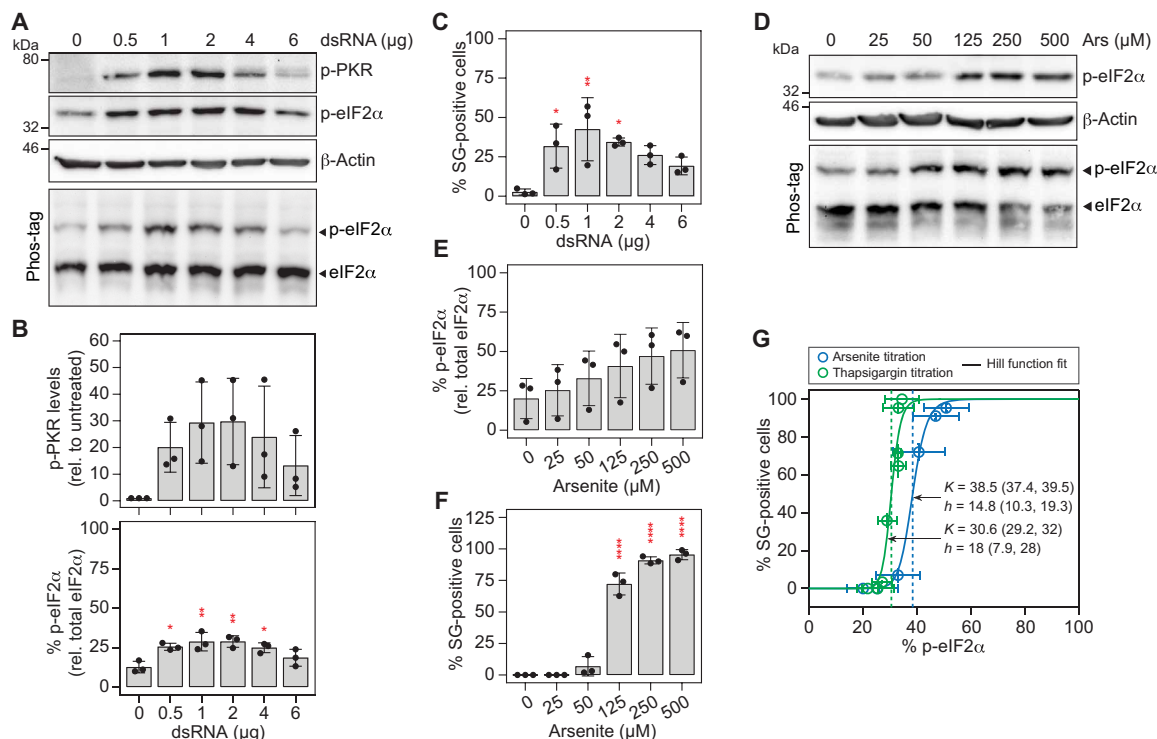 A
0 0.5 1 2 4 6 dsRNA (µg)
kDa
80
p-PKR
p-eIF2α
32
46
β-Actin
Phos-tag
p-eIF2α
eIF2α
B
p-PKR levels
(rel. to untreated)
60
50
40
30
20
10
0
% p-eIF2α
(rel. total eIF2α)
100
75
50
25
0
* ** ** *
0 0.5 1 2 4 6
dsRNA (µg)
C
% SG-positive cells
100
75
50
25
0
* ** *
0 0.5 1 2 4 6
dsRNA (µg)
E
% p-eIF2α
(rel. total eIF2α)
100
75
50
25
0
0 25 50 125 250 500
Arsenite (µM)
F
% SG-positive cells
125
100
75
50
25
0
**** **** ****
0 25 50 125 250 500
Arsenite (µM)
D
0 25 50 125 250 500 Ars (µM)
kDa
p-eIF2α
32
46
β-Actin
Phos-tag
p-eIF2α
eIF2α
G
Arsenite titration
Thapsigargin titration
Hill function fit
% SG-positive cells
100
80
60
40
20
0
K = 38.5 (37.4, 39.5)
h = 14.8 (10.3, 19.3)
K = 30.6 (29.2, 32)
h = 18 (7.9, 28)
0 20 40 60 80 100
% p-eIF2α